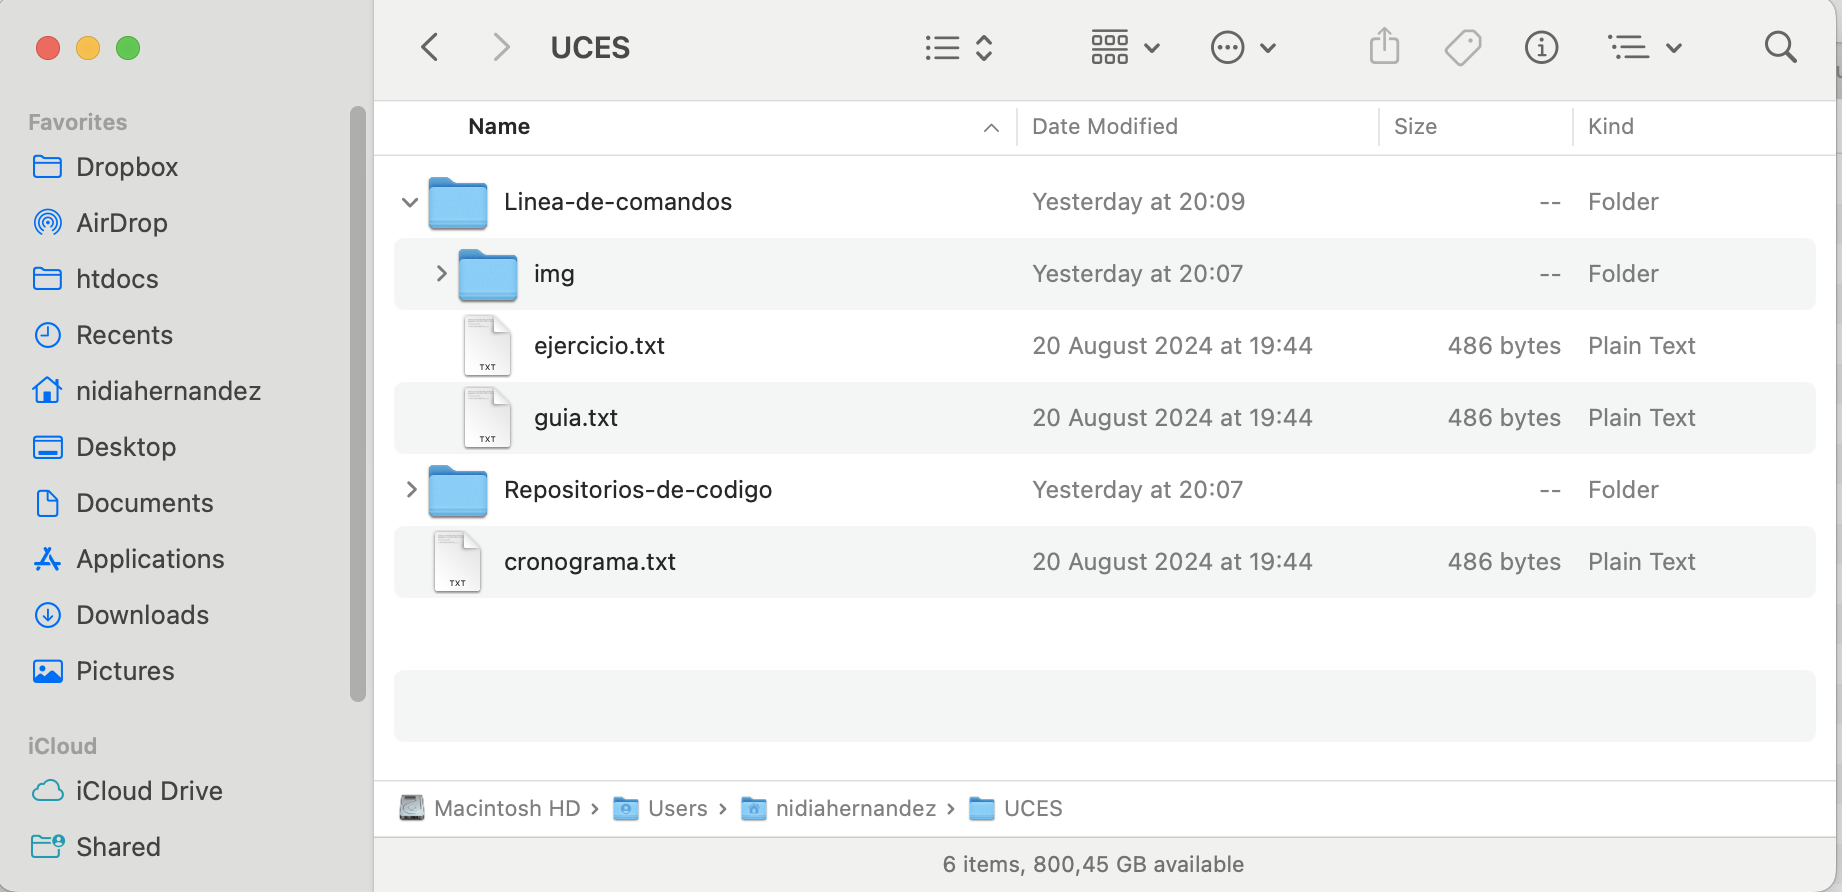 UCES
Favorites
Dropbox
AirDrop
htdocs
Recents
nidiahernandez
Desktop
Documents
Applications
Downloads
Pictures
iCloud
iCloud Drive
Shared
Name Date Modified Size Kind
Linea-de-comandos Yesterday at 20:09 -- Folder
img Yesterday at 20:07 -- Folder
TXT ejercicio.txt 20 August 2024 at 19:44 486 bytes Plain Text
TXT guia.txt 20 August 2024 at 19:44 486 bytes Plain Text
Repositorios-de-codigo Yesterday at 20:07 -- Folder
TXT cronograma.txt 20 August 2024 at 19:44 486 bytes Plain Text
Macintosh HD › Users › nidiahernandez › UCES
6 items, 800,45 GB available